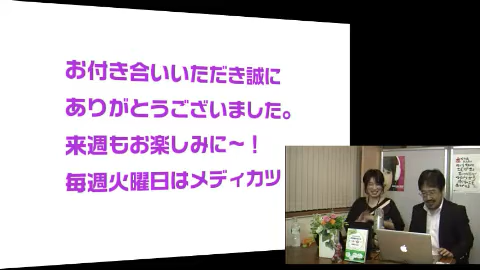 お付き合いいただき誠に
ありがとうございました。
来週もお楽しみに～！
毎週火曜日はメディカツ